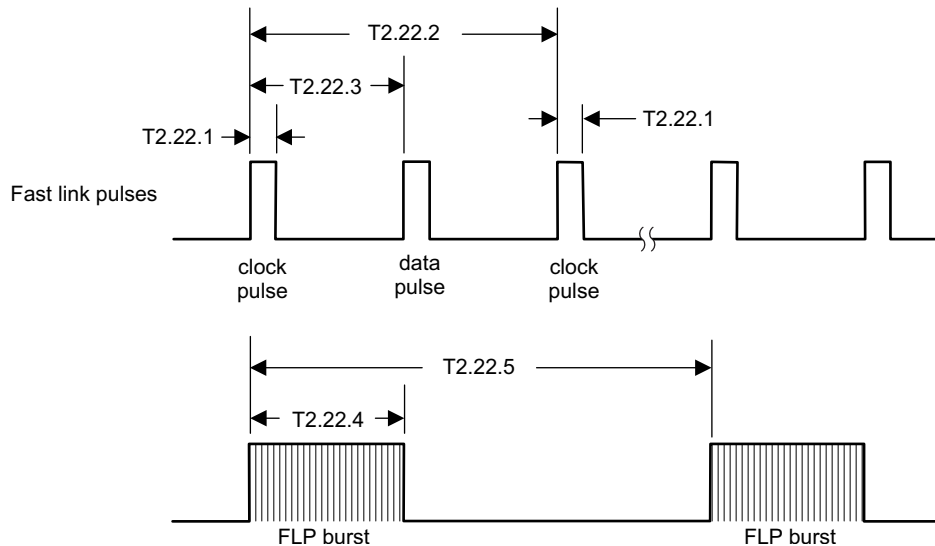 T2.22.2
T2.22.3
T2.22.1
T2.22.1
Fast link pulses
clock
pulse
data
pulse
clock
pulse
T2.22.5
T2.22.4
FLP burst
FLP burst